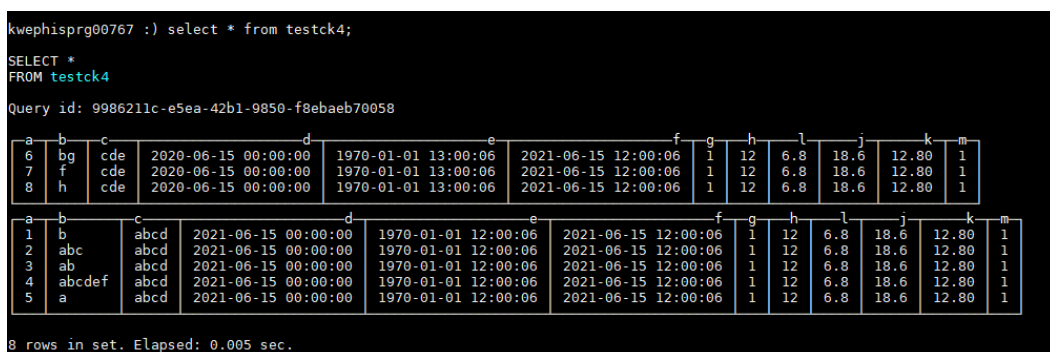 kwephisprg00767 :) select * from testck4;
SELECT *
FROM testck4
Query id: 9986211c-e5ea-42b1-9850-f8ebaeb70058
a b c d e f g h l j k m
6 bg cde 2020-06-15 00:00:00 1970-01-01 13:00:06 2021-06-15 12:00:06 1 12 6.8 18.6 12.80 1
7 f cde 2020-06-15 00:00:00 1970-01-01 13:00:06 2021-06-15 12:00:06 1 12 6.8 18.6 12.80 1
8 h cde 2020-06-15 00:00:00 1970-01-01 13:00:06 2021-06-15 12:00:06 1 12 6.8 18.6 12.80 1
a b c d e f g h l j k m
1 b abcd 2021-06-15 00:00:00 1970-01-01 12:00:06 2021-06-15 12:00:06 1 12 6.8 18.6 12.80 1
2 abc abcd 2021-06-15 00:00:00 1970-01-01 12:00:06 2021-06-15 12:00:06 1 12 6.8 18.6 12.80 1
3 ab abcd 2021-06-15 00:00:00 1970-01-01 12:00:06 2021-06-15 12:00:06 1 12 6.8 18.6 12.80 1
4 abcdef abcd 2021-06-15 00:00:00 1970-01-01 12:00:06 2021-06-15 12:00:06 1 12 6.8 18.6 12.80 1
5 a abcd 2021-06-15 00:00:00 1970-01-01 12:00:06 2021-06-15 12:00:06 1 12 6.8 18.6 12.80 1
8 rows in set. Elapsed: 0.005 sec.